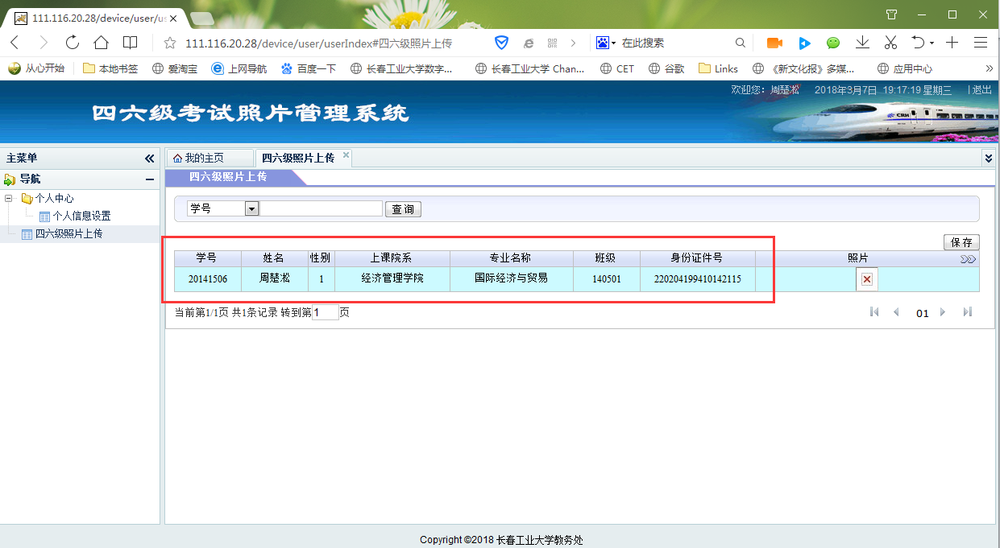 111.116.20.28/device/user/us
111.116.20.28/device/user/userIndex#四六级照片上传
在此搜索
从心开始 本地书签 爱淘宝 上网导航 百度一下 长春工业大学数字... 长春工业大学 Chan... CET 谷歌 Links 《新文化报》多媒... 应用中心
欢迎您：周楚凇 2018年3月7日 19:17:19 星期三 | 退出
四六级考试照片管理系统
CRH
主菜单
我的主页 四六级照片上传
导航
四六级照片上传
个人中心
个人信息设置
四六级照片上传
学号 查 询
保 存
学号 姓名 性别 上课院系 专业名称 班级 身份证件号 照片
20141506 周楚凇 1 经济管理学院 国际经济与贸易 140501 220204199410142115
当前第1/1页 共1条记录 转到第1页 01
Copyright ©2018 长春工业大学教务处